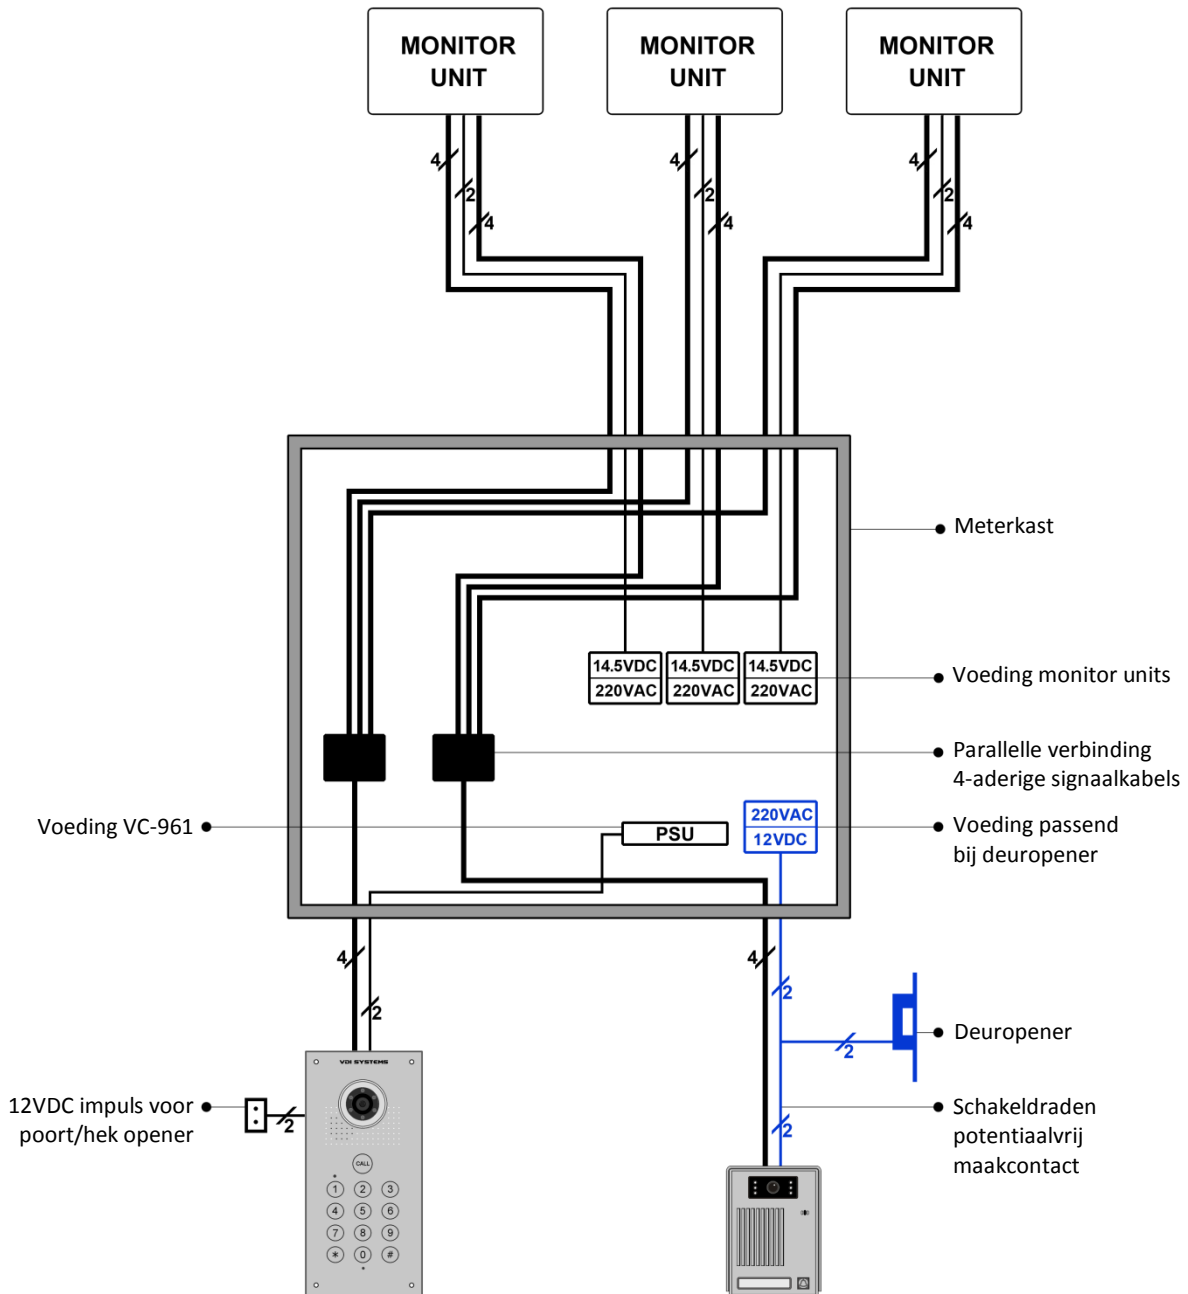 MONITOR
UNIT
MONITOR
UNIT
MONITOR
UNIT
4
2
4
4
2
4
4
2
4
Meterkast
14.5VDC
220VAC
14.5VDC
220VAC
14.5VDC
220VAC
Voeding monitor units
Parallelle verbinding
4-aderige signaalkabels
Voeding VC-961
PSU
220VAC
12VDC
Voeding passend
bij deuropener
4
2
4
2
2
Deuropener
12VDC impuls voor
poort/hek opener
2
VDI SYSTEMS
CALL
1 2 3
4 5 6
7 8 9
* 0 #
2
Schakeldraden
potentiaalvrij
maakcontact